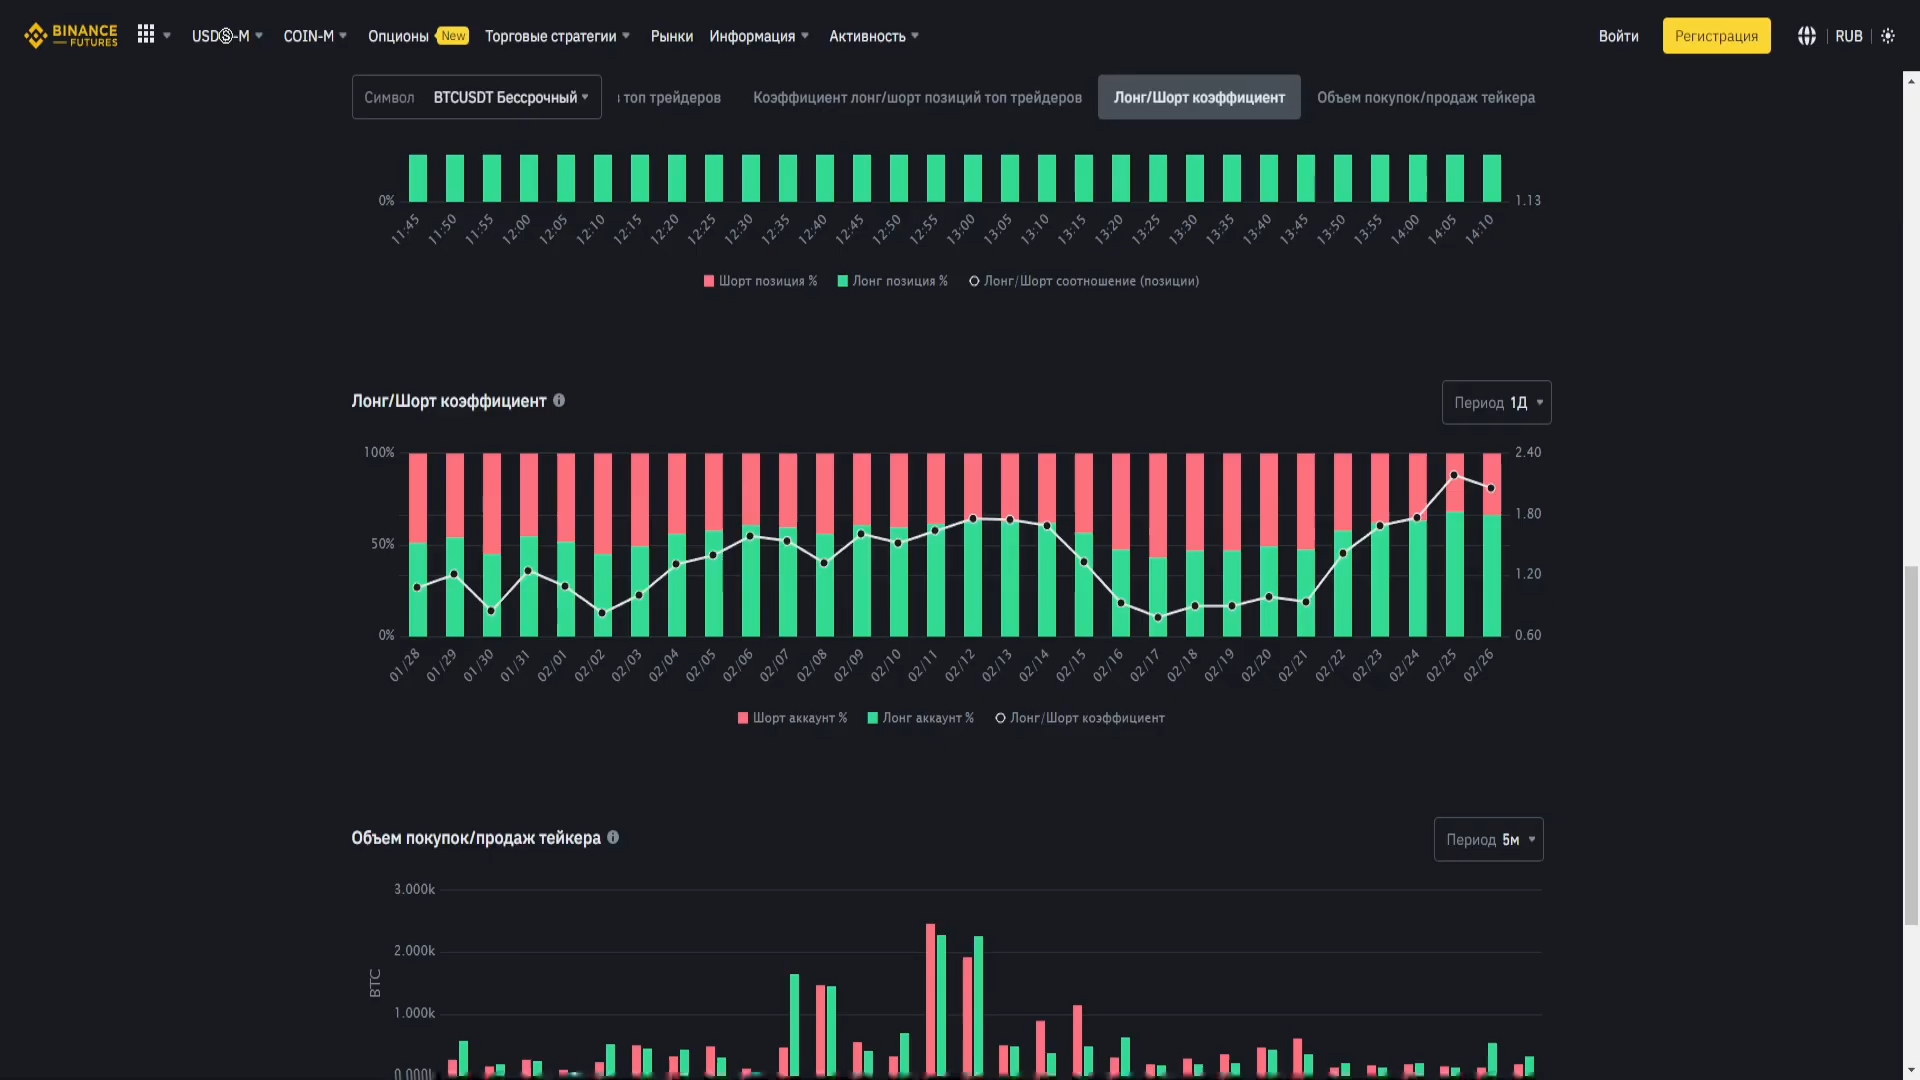 BINANCE
FUTURES
USDⓈ-M
COIN-M
Опционы
New
Торговые стратегии
Рынки
Информация
Активность
Войти
Регистрация
RUB
Символ BTCUSDT Бессрочный
топ трейдеров
Коэффициент лонг/шорт позиций топ трейдеров
Лонг/Шорт коэффициент
Объем покупок/продаж тейкера
0%
1.13
11:45 11:50 11:55 12:00 12:05 12:10 12:15 12:20 12:25 12:30 12:35 12:40 12:45 12:50 12:55 13:00 13:05 13:10 13:15 13:20 13:25 13:30 13:35 13:40 13:45 13:50 13:55 14:00 14:05 14:10
Шорт позиция % Лонг позиция % Лонг/Шорт соотношение (позиции)
Лонг/Шорт коэффициент
Период 1Д
100%
2.40
1.80
50%
1.20
0%
0.60
01/28 01/29 01/30 01/31 02/01 02/02 02/03 02/04 02/05 02/06 02/07 02/08 02/09 02/10 02/11 02/12 02/13 02/14 02/15 02/16 02/17 02/18 02/19 02/20 02/21 02/22 02/23 02/24 02/25 02/26
Шорт аккаунт % Лонг аккаунт % Лонг/Шорт коэффициент
Объем покупок/продаж тейкера
Период 5м
3.000k
2.000k
BTC
1.000k
0.000k